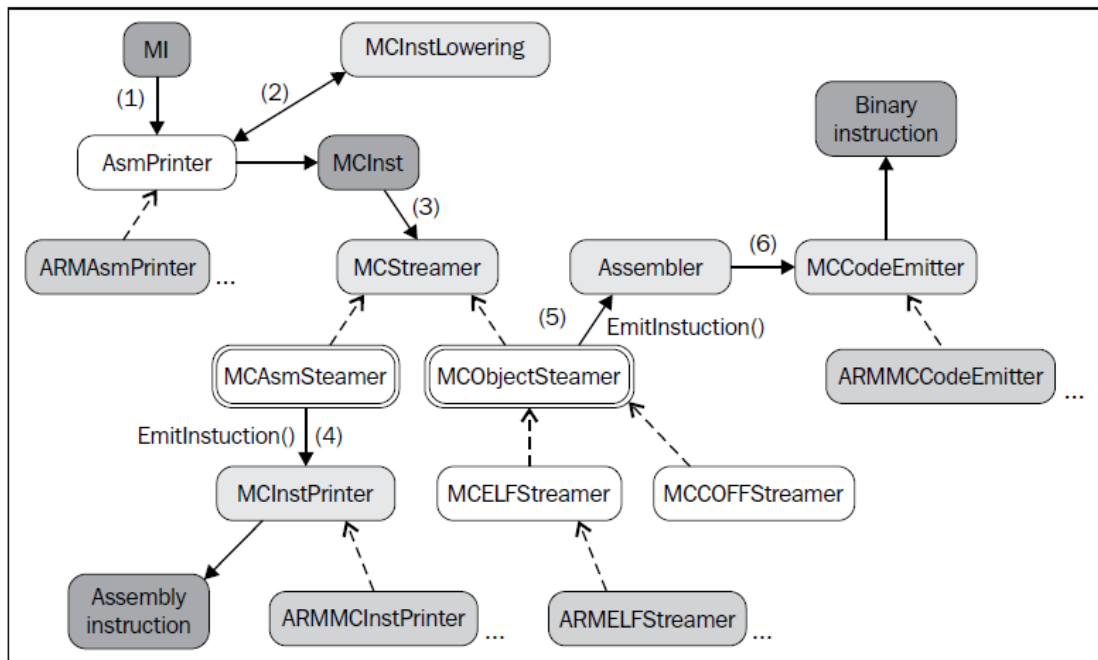 MI
MCInstLowering
(1)
(2)
Binary
instruction
AsmPrinter
MCInst
(3)
ARMAsmPrinter
...
MCStreamer
Assembler
(6)
MCCodeEmitter
(5)
EmitInstuction()
MCAsmSteamer
MCObjectSteamer
ARMMCCodeEmitter
...
EmitInstuction()
(4)
MCInstPrinter
MCELFStreamer
MCCOFFStreamer
Assembly
instruction
ARMMCInstPrinter
...
ARMELFStreamer
...